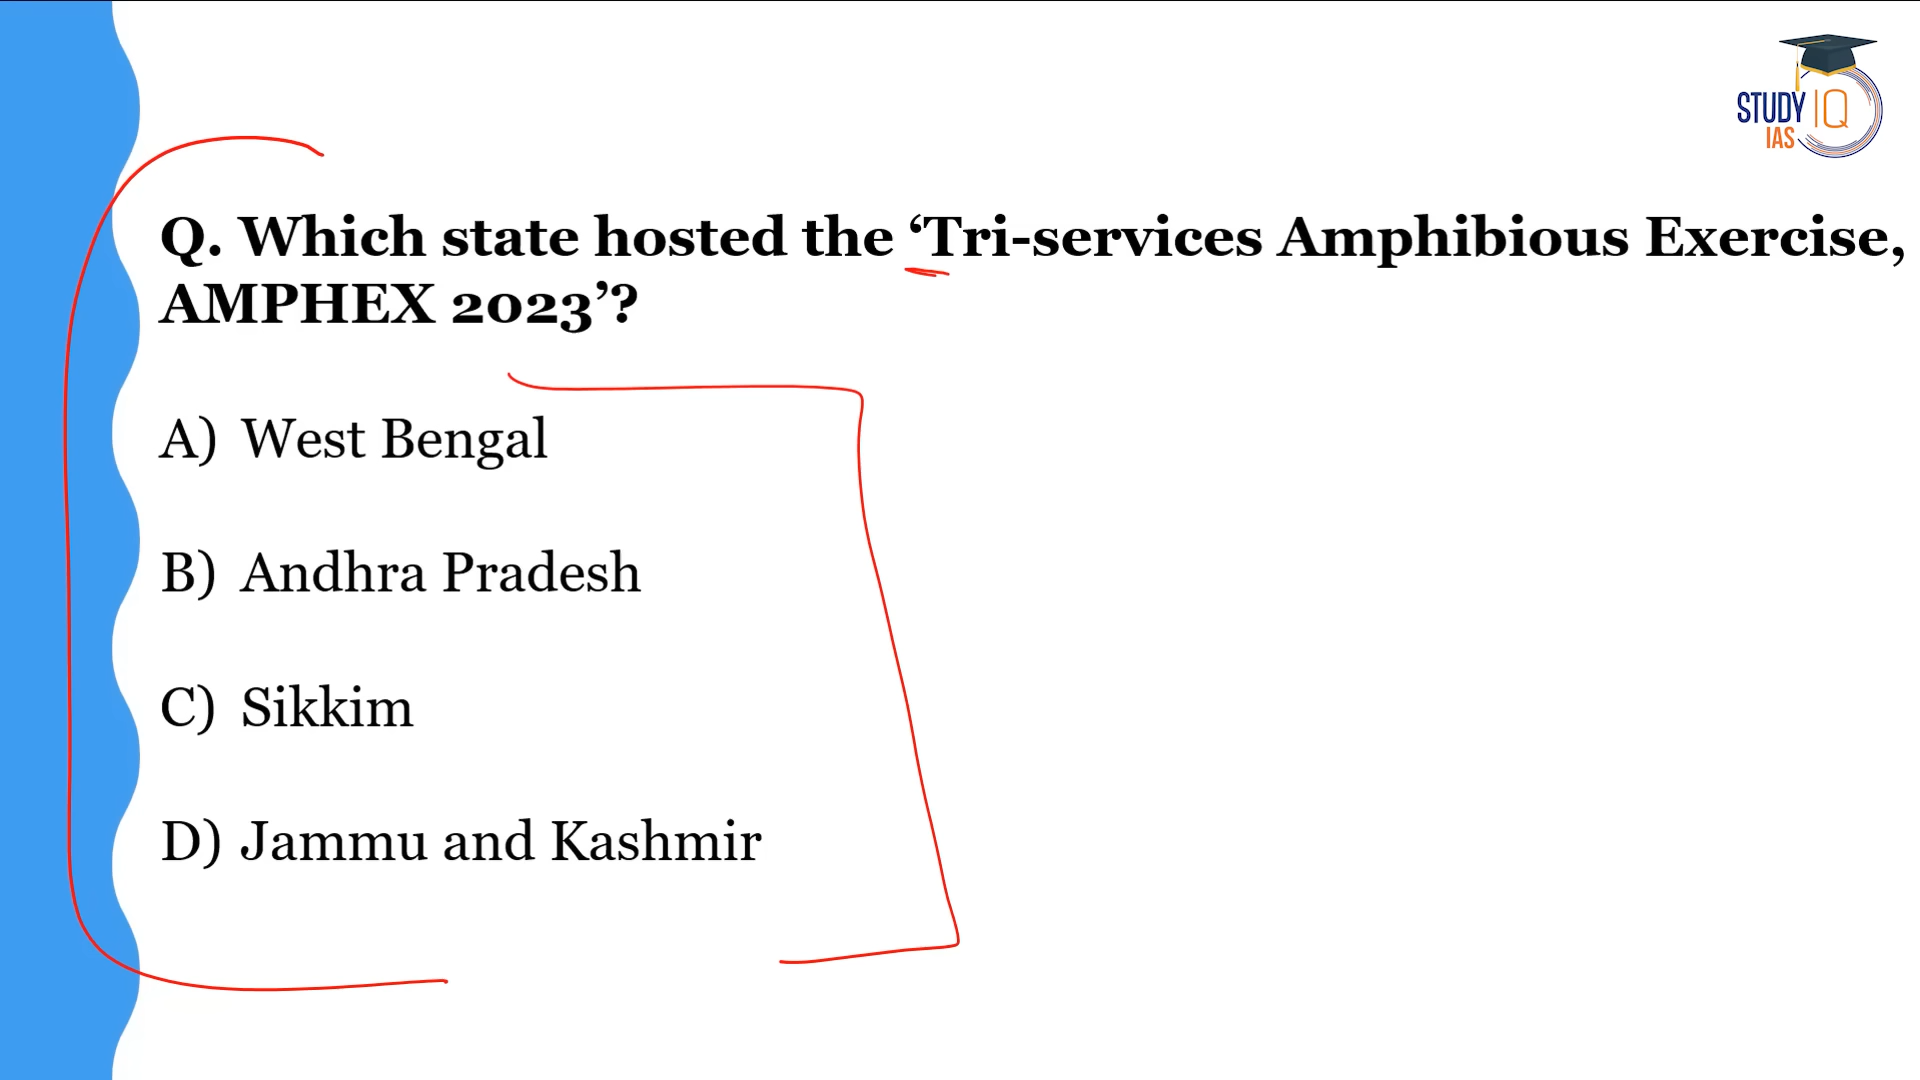 STUDY IQ
IAS
Q. Which state hosted the ‘Tri-services Amphibious Exercise,
AMPHEX 2023’?
A) West Bengal
B) Andhra Pradesh
C) Sikkim
D) Jammu and Kashmir